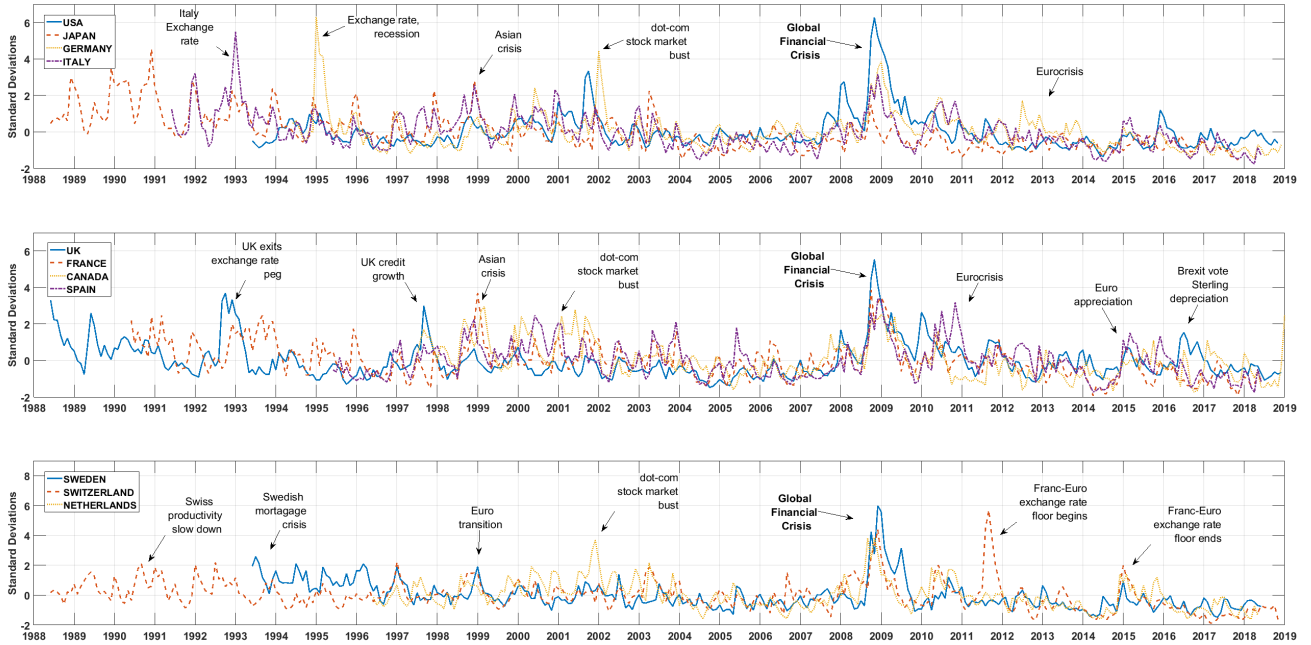 Italy
Exchange
rate
Exchange rate,
recession
Asian
crisis
dot-com
stock market
bust
Global
Financial
Crisis
Eurocrisis
USA
JAPAN
GERMANY
ITALY
Standard Deviations
6
4
2
0
-2
1988 1989 1990 1991 1992 1993 1994 1995 1996 1997 1998 1999 2000 2001 2002 2003 2004 2005 2006 2007 2008 2009 2010 2011 2012 2013 2014 2015 2016 2017 2018 2019
UK exits
exchange rate
peg
UK credit
growth
Asian
crisis
dot-com
stock market
bust
Global
Financial
Crisis
Eurocrisis
Euro
appreciation
Brexit vote
Sterling
depreciation
UK
FRANCE
CANADA
SPAIN
Standard Deviations
6
4
2
0
-2
1988 1989 1990 1991 1992 1993 1994 1995 1996 1997 1998 1999 2000 2001 2002 2003 2004 2005 2006 2007 2008 2009 2010 2011 2012 2013 2014 2015 2016 2017 2018 2019
Swiss
productivity
slow down
Swedish
mortagage
crisis
Euro
transition
dot-com
stock market
bust
Global
Financial
Crisis
Franc-Euro
exchange rate
floor begins
Franc-Euro
exchange rate
floor ends
SWEDEN
SWITZERLAND
NETHERLANDS
Standard Deviations
8
6
4
2
0
-2
1988 1989 1990 1991 1992 1993 1994 1995 1996 1997 1998 1999 2000 2001 2002 2003 2004 2005 2006 2007 2008 2009 2010 2011 2012 2013 2014 2015 2016 2017 2018 2019